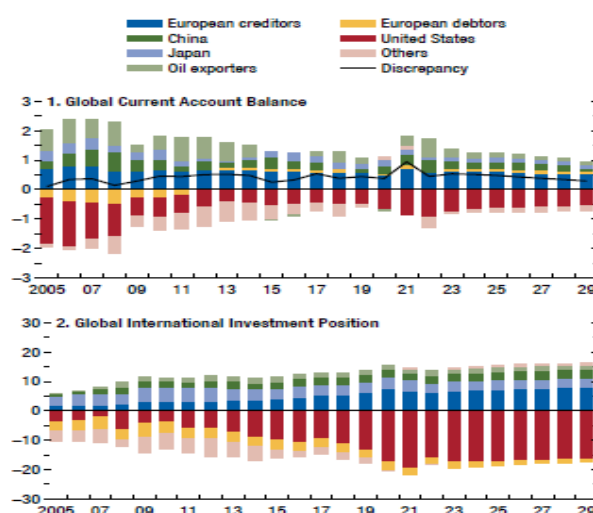 European creditors European debtors
China United States
Japan Others
Oil exporters Discrepancy
3 – 1. Global Current Account Balance
2
1
0
–1
–2
–3
2005 07 09 11 13 15 17 19 21 23 25 27 29
30 – 2. Global International Investment Position
20
10
0
–10
–20
–30
2005 07 09 11 13 15 17 19 21 23 25 27 29